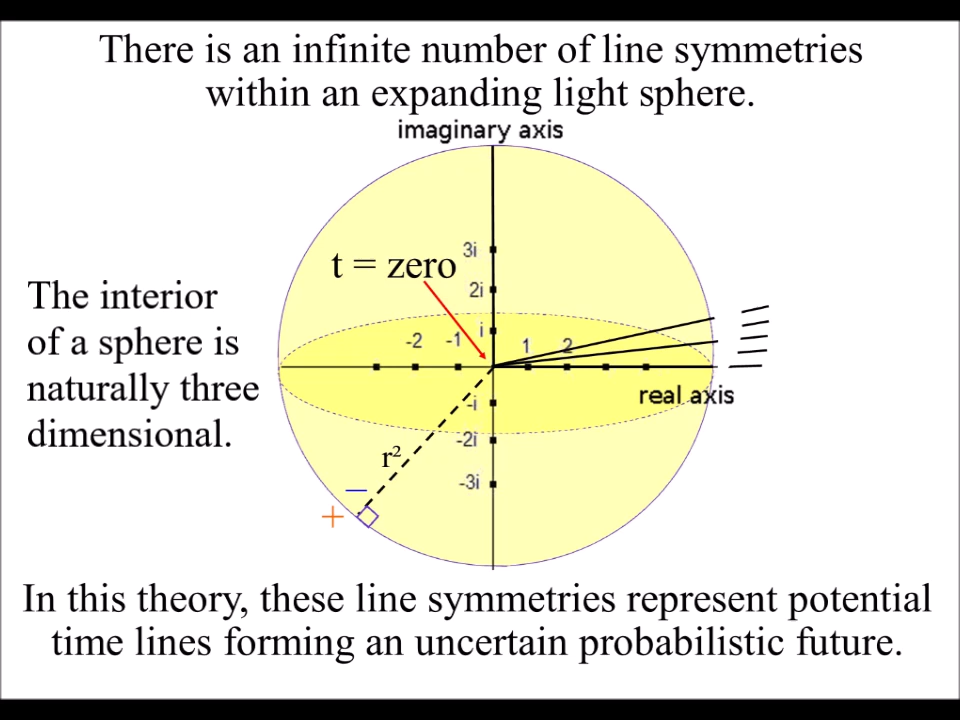 There is an infinite number of line symmetries
within an expanding light sphere.
imaginary axis
3i
t = zero
2i
The interior
of a sphere is
naturally three
dimensional.
i
-2 -1 1 2
real axis
-i
-2i
r²
-3i
−
+
In this theory, these line symmetries represent potential
time lines forming an uncertain probabilistic future.